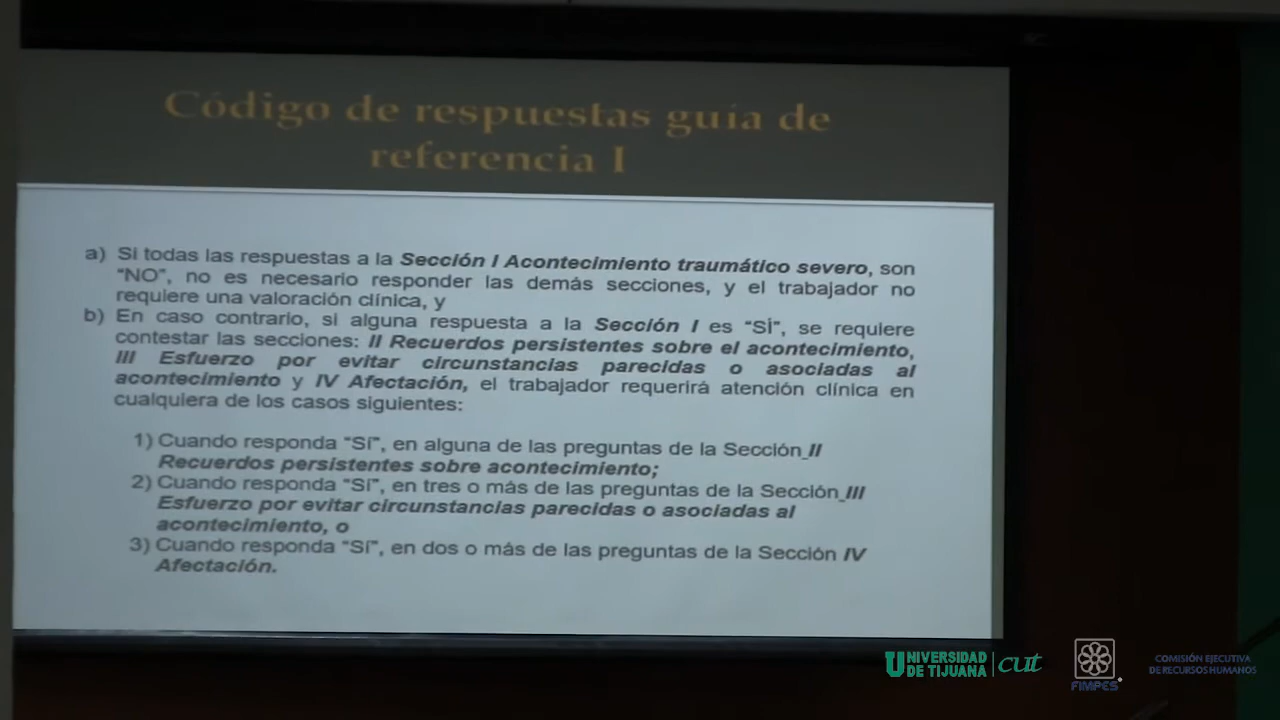 Código de respuestas guía de
referencia I
a) Si todas las respuestas a la Sección I Acontecimiento traumático severo, son
“NO”, no es necesario responder las demás secciones, y el trabajador no
requiere una valoración clínica, y
b) En caso contrario, si alguna respuesta a la Sección I es “SÍ”, se requiere
contestar las secciones: II Recuerdos persistentes sobre el acontecimiento,
III Esfuerzo por evitar circunstancias parecidas o asociadas al
acontecimiento y IV Afectación, el trabajador requerirá atención clínica en
cualquiera de los casos siguientes:
1) Cuando responda “Sí”, en alguna de las preguntas de la Sección II
Recuerdos persistentes sobre acontecimiento;
2) Cuando responda “Sí”, en tres o más de las preguntas de la Sección III
Esfuerzo por evitar circunstancias parecidas o asociadas al
acontecimiento, o
3) Cuando responda “Sí”, en dos o más de las preguntas de la Sección IV
Afectación.
UNIVERSIDAD
DE TIJUANA cut
FIMPES
COMISIÓN EJECUTIVA
DE RECURSOS HUMANOS